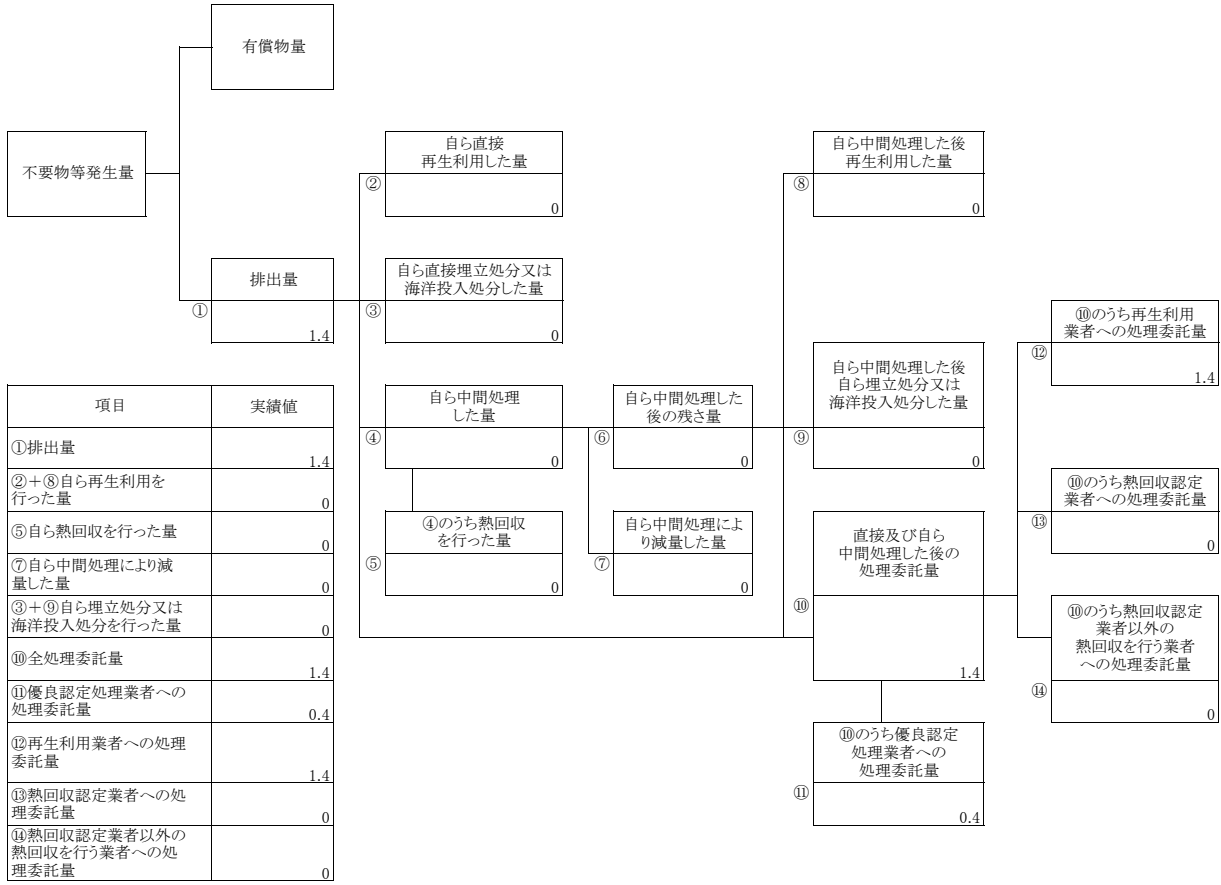 有償物量
不要物等発生量
自ら直接
再生利用した量
②
0
自ら中間処理した後
再生利用した量
⑧
0
排出量
①
1.4
自ら直接埋立処分又は
海洋投入処分した量
③
0
⑩のうち再生利用
業者への処理委託量
⑫
1.4
自ら中間処理
した量
④
0
自ら中間処理した
後の残さ量
⑥
0
自ら中間処理した後
自ら埋立処分又は
海洋投入処分した量
⑨
0
⑩のうち熱回収認定
業者への処理委託量
⑬
0
④のうち熱回収
を行った量
⑤
0
自ら中間処理によ
り減量した量
⑦
0
直接及び自ら
中間処理した後の
処理委託量
⑩
1.4
⑩のうち熱回収認定
業者以外の
熱回収を行う業者
への処理委託量
⑭
0
⑩のうち優良認定
処理業者への
処理委託量
⑪
0.4
項目 実績値
①排出量
1.4
②＋⑧自ら再生利用を
行った量
0
⑤自ら熱回収を行った量
0
⑦自ら中間処理により減
量した量
0
③＋⑨自ら埋立処分又は
海洋投入処分を行った量
0
⑩全処理委託量
1.4
⑪優良認定処理業者への
処理委託量
0.4
⑫再生利用業者への処理
委託量
1.4
⑬熱回収認定業者への処
理委託量
0
⑭熱回収認定業者以外の
熱回収を行う業者への処
理委託量
0